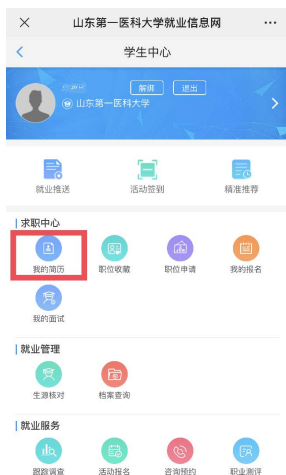 山东第一医科大学就业信息网
学生中心
解绑 退出
山东第一医科大学
就业推送 活动签到 精准推荐
求职中心
我的简历 职位收藏 职位申请 我的报名
我的面试
就业管理
生源核对 档案查询
就业服务
跟踪调查 活动报名 咨询预约 职业测评